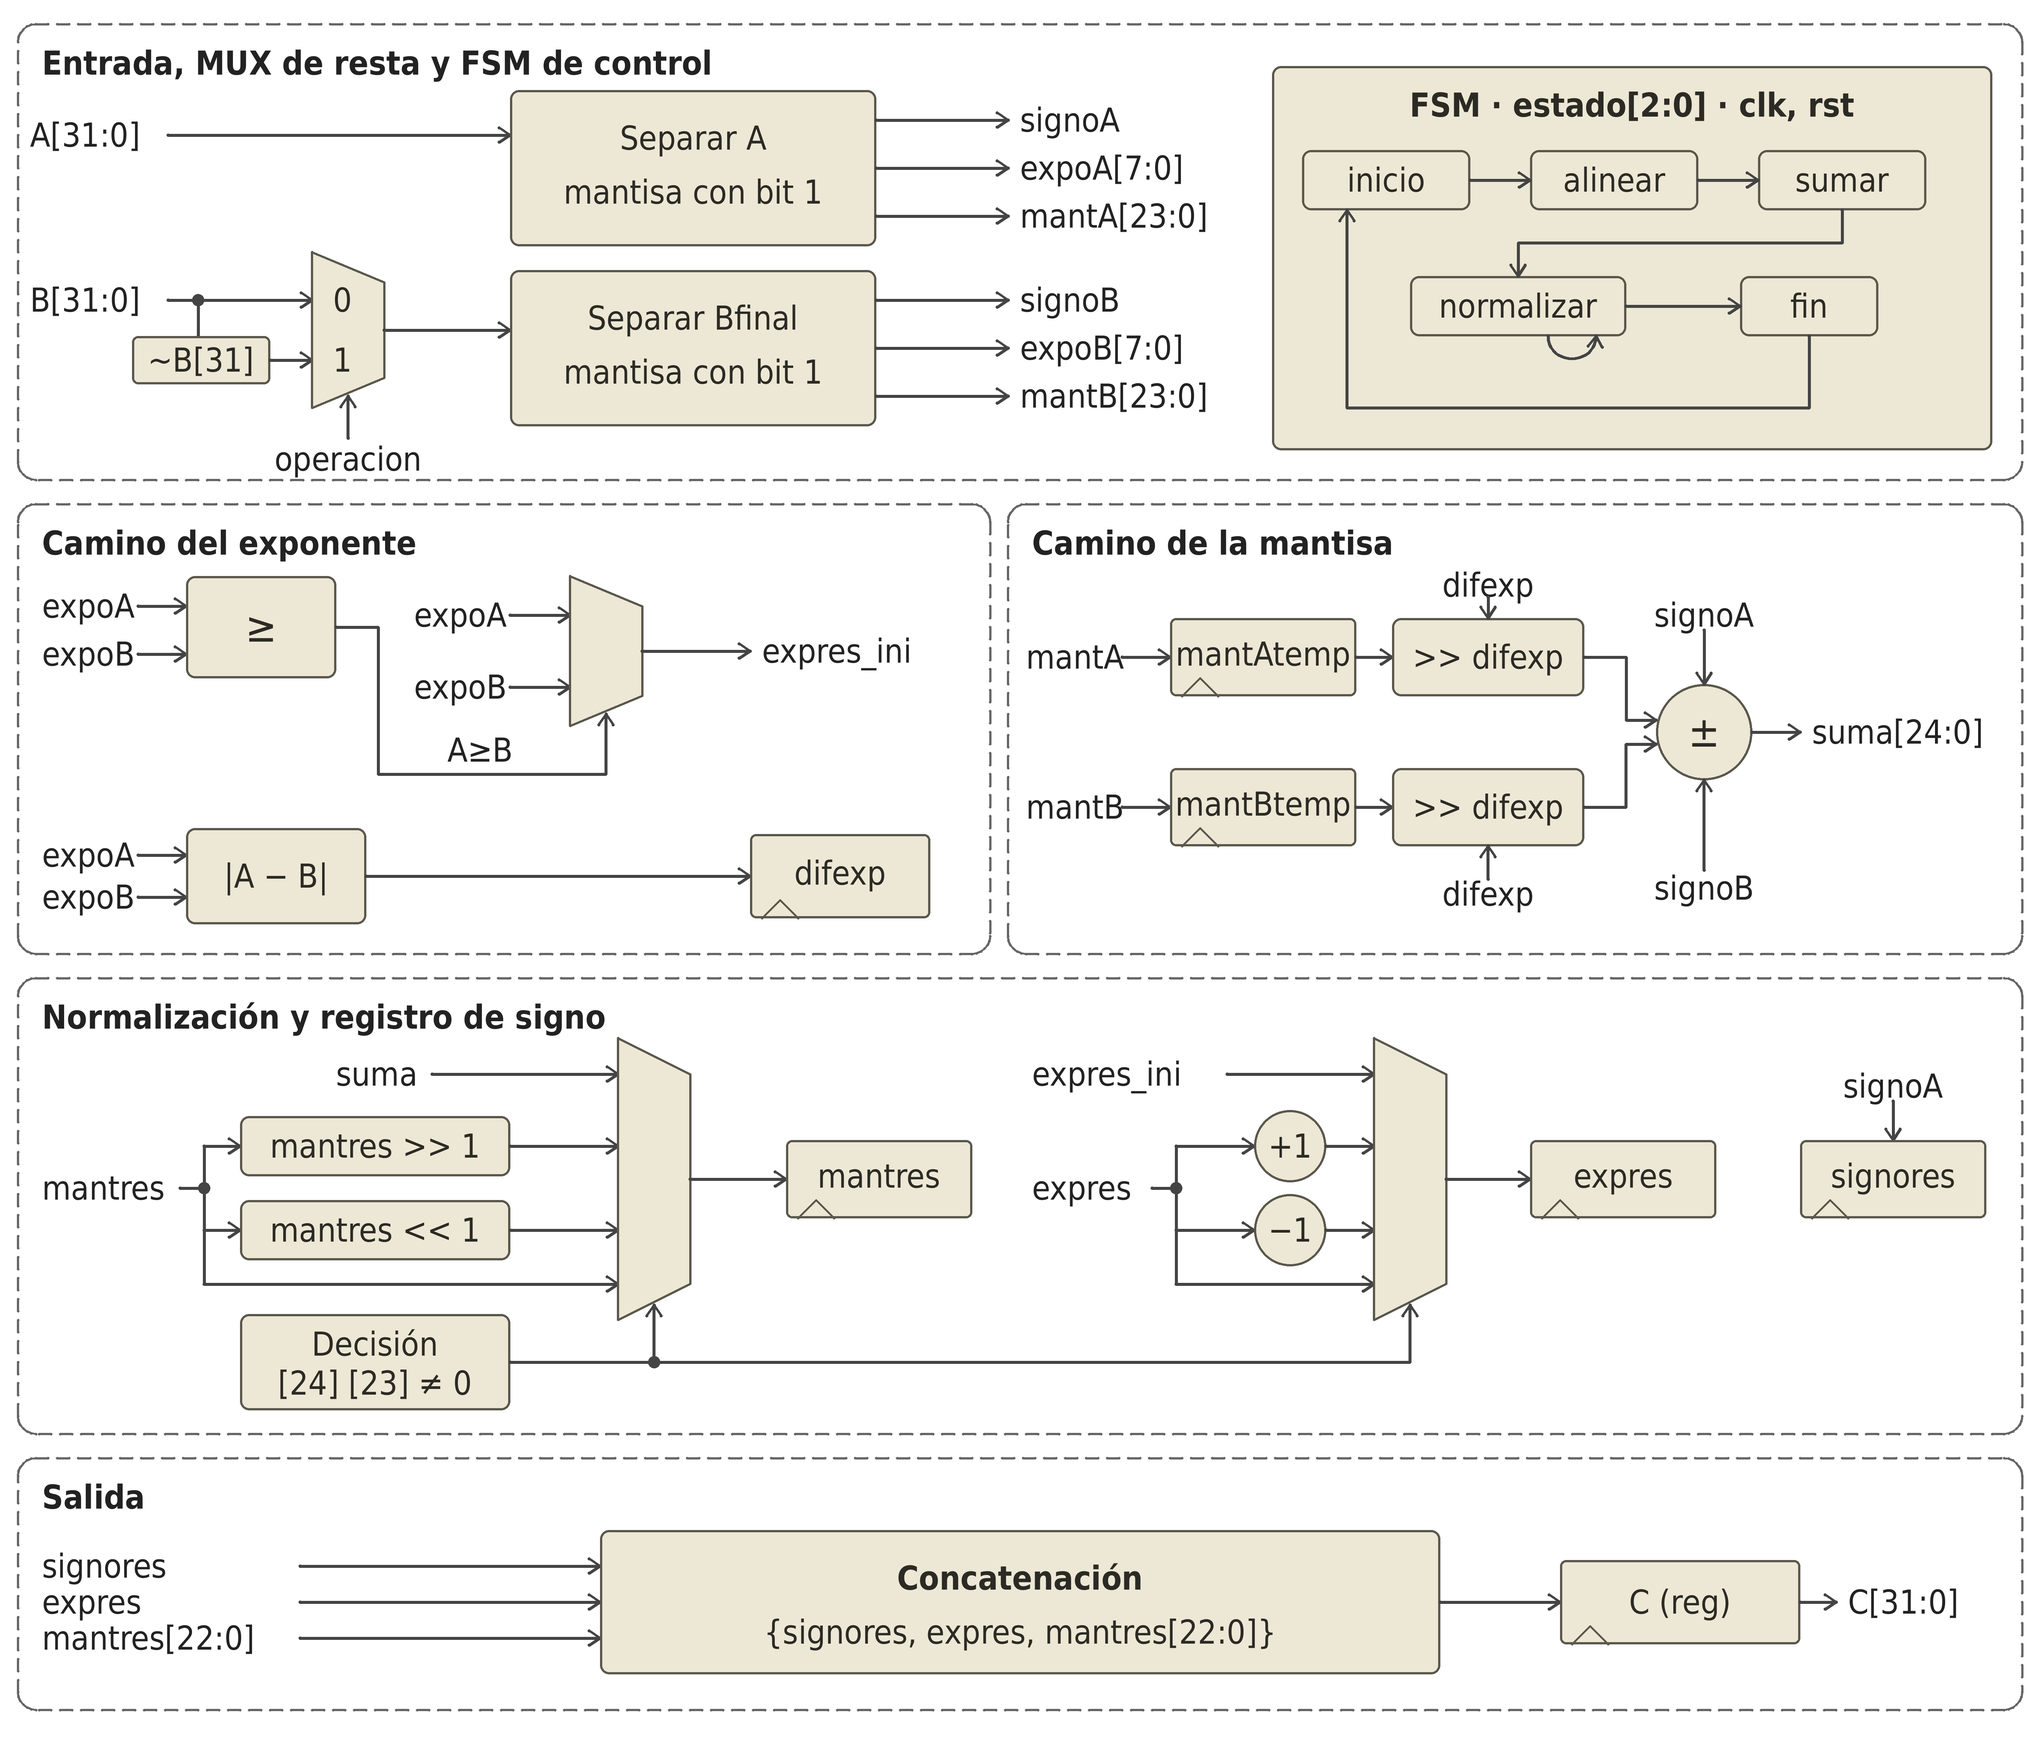 Entrada, MUX de resta y FSM de control
A[31:0]
Separar A
mantisa con bit 1
signoA
expoA[7:0]
mantA[23:0]
B[31:0]
~B[31]
0
1
operacion
Separar Bfinal
mantisa con bit 1
signoB
expoB[7:0]
mantB[23:0]
FSM · estado[2:0] · clk, rst
inicio
alinear
sumar
normalizar
fin
Camino del exponente
expoA
expoB
≥
expoA
expoB
A≥B
expres_ini
expoA
expoB
|A − B|
difexp
Camino de la mantisa
difexp
signoA
mantA
mantAtemp
>> difexp
±
suma[24:0]
mantB
mantBtemp
>> difexp
difexp
signoB
Normalización y registro de signo
suma
mantres >> 1
mantres
mantres << 1
mantres
Decisión
[24] [23] ≠ 0
expres_ini
+1
expres
−1
expres
signoA
signores
Salida
signores
expres
mantres[22:0]
Concatenación
{signores, expres, mantres[22:0]}
C (reg)
C[31:0]